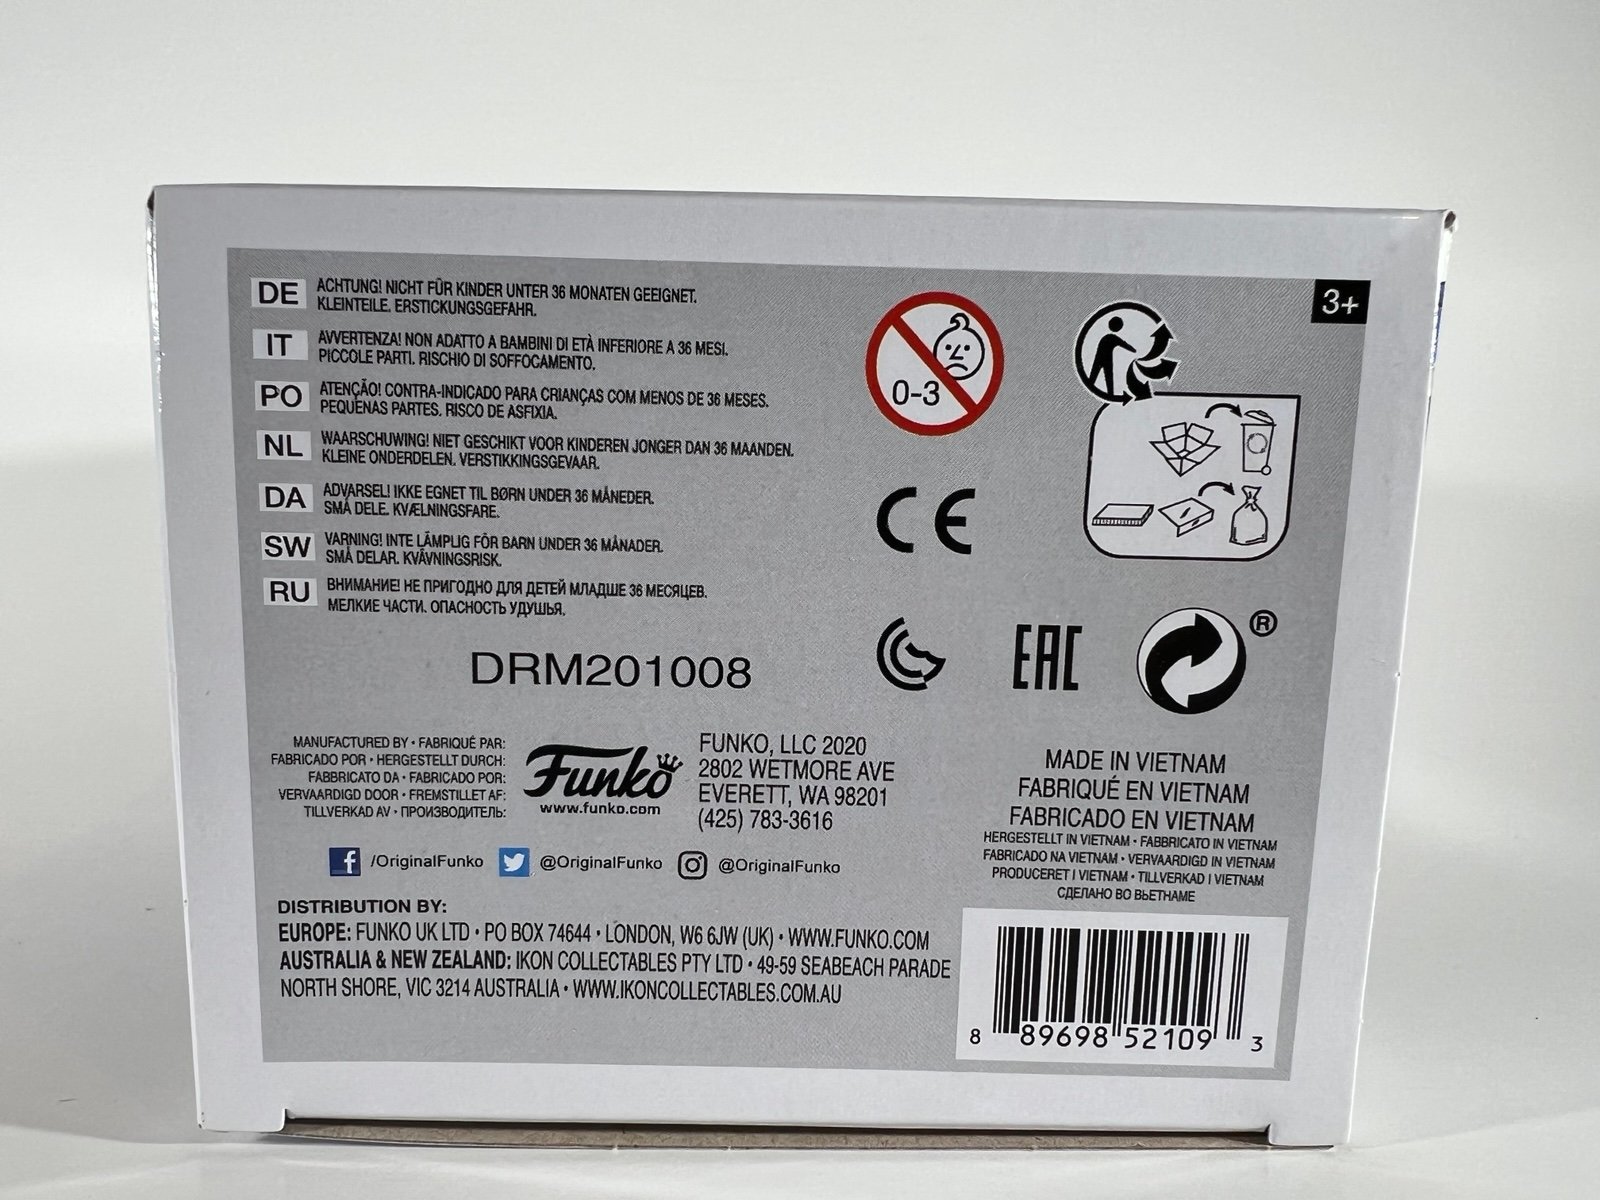 3+
DE ACHTUNG! NICHT FÜR KINDER UNTER 36 MONATEN GEEIGNET.
KLEINTEILE. ERSTICKUNGSGEFAHR.
IT AVVERTENZA! NON ADATTO A BAMBINI DI ETÀ INFERIORE A 36 MESI.
PICCOLE PARTI. RISCHIO DI SOFFOCAMENTO.
PO ATENÇÃO! CONTRA-INDICADO PARA CRIANÇAS COM MENOS DE 36 MESES.
PEQUENAS PARTES. RISCO DE ASFIXIA.
NL WAARSCHUWING! NIET GESCHIKT VOOR KINDEREN JONGER DAN 36 MAANDEN.
KLEINE ONDERDELEN. VERSTIKKINGSGEVAAR.
DA ADVARSEL! IKKE EGNET TIL BØRN UNDER 36 MÅNEDER.
SMÅ DELE. KVÆLNINGSFARE.
SW VARNING! INTE LÄMPLIG FÖR BARN UNDER 36 MÅNADER.
SMÅ DELAR. KVÄVNINGSRISK.
RU ВНИМАНИЕ! НЕ ПРИГОДНО ДЛЯ ДЕТЕЙ МЛАДШЕ 36 МЕСЯЦЕВ.
МЕЛКИЕ ЧАСТИ. ОПАСНОСТЬ УДУШЬЯ.
0-3
CE
EAC
®
DRM201008
MANUFACTURED BY • FABRIQUÉ PAR:
FABRICADO POR • HERGESTELLT DURCH:
FABBRICATO DA • FABRICADO POR:
VERVAARDIGD DOOR • FREMSTILLET AF:
TILLVERKAD AV • ПРОИЗВОДИТЕЛЬ:
Funko
www.funko.com
FUNKO, LLC 2020
2802 WETMORE AVE
EVERETT, WA 98201
(425) 783-3616
/OriginalFunko @OriginalFunko @OriginalFunko
MADE IN VIETNAM
FABRIQUÉ EN VIETNAM
FABRICADO EN VIETNAM
HERGESTELLT IN VIETNAM • FABBRICATO IN VIETNAM
FABRICADO NA VIETNAM • VERVAARDIGD IN VIETNAM
PRODUCERET I VIETNAM • TILLVERKAD I VIETNAM
СДЕЛАНО ВО ВЬЕТНАМЕ
DISTRIBUTION BY:
EUROPE: FUNKO UK LTD • PO BOX 74644 • LONDON, W6 6JW (UK) • WWW.FUNKO.COM
AUSTRALIA & NEW ZEALAND: IKON COLLECTABLES PTY LTD • 49-59 SEABEACH PARADE
NORTH SHORE, VIC 3214 AUSTRALIA • WWW.IKONCOLLECTABLES.COM.AU
8 89698 52109 3